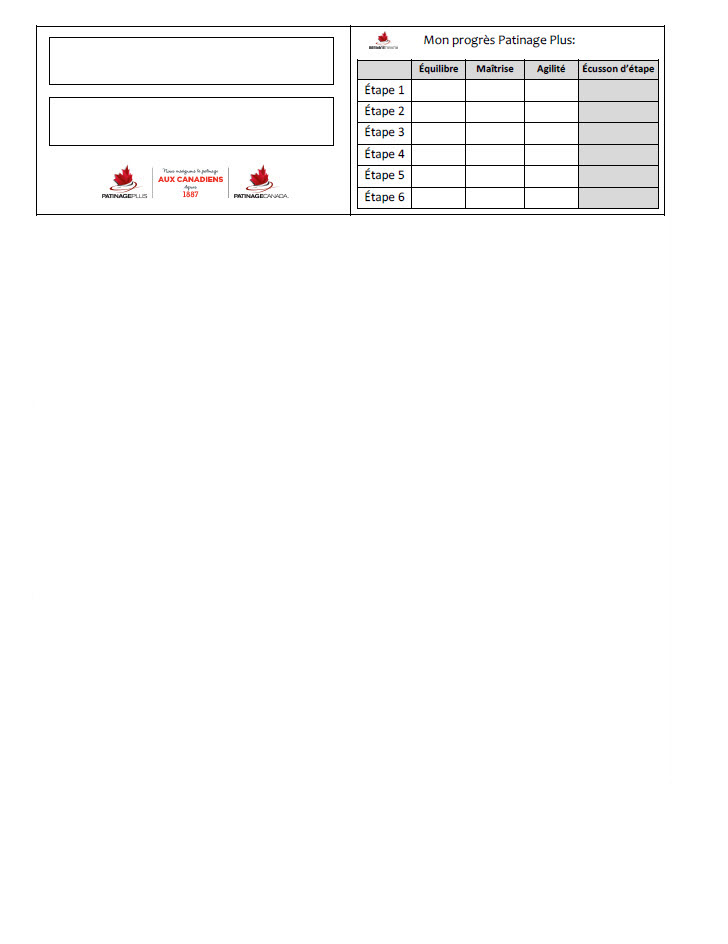 Nous enseignons le patinage
AUX CANADIENS
depuis
1887
PATINAGEPLUS
PATINAGECANADA
Mon progrès Patinage Plus:
Équilibre Maîtrise Agilité Écusson d'étape
Étape 1
Étape 2
Étape 3
Étape 4
Étape 5
Étape 6